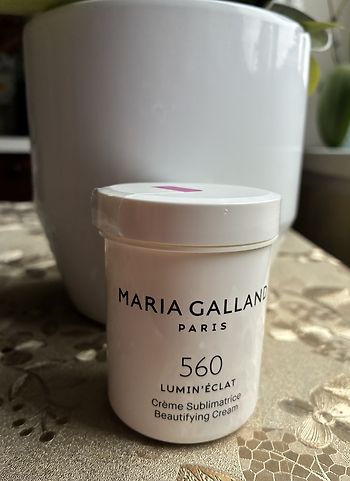 MARIA GALLAND
PARIS
560
LUMIN'ÉCLAT
Crème Sublimatrice
Beautifying Cream